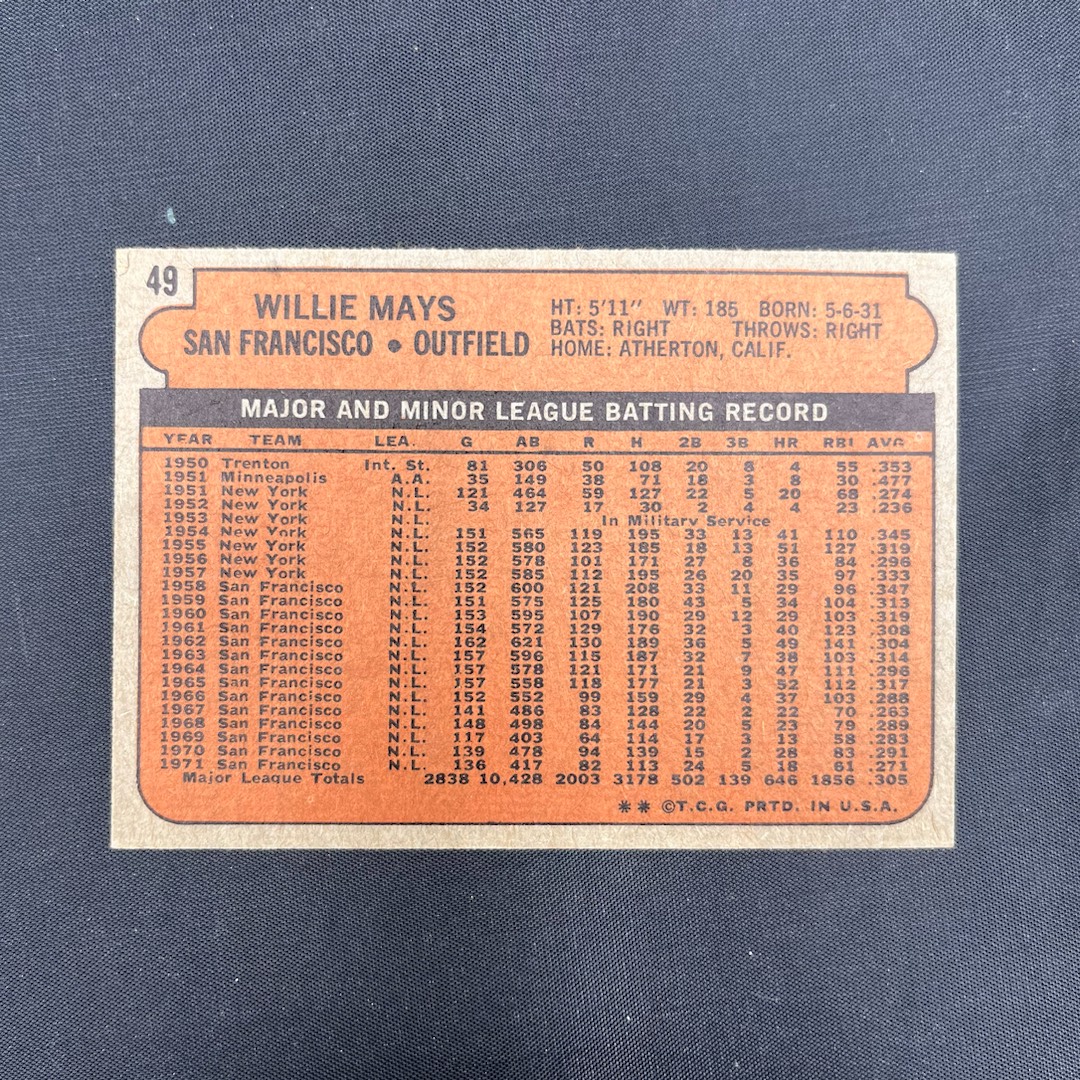 49
WILLIE MAYS
SAN FRANCISCO • OUTFIELD
HT: 5'11" WT: 185 BORN: 5-6-31
BATS: RIGHT THROWS: RIGHT
HOME: ATHERTON, CALIF.
MAJOR AND MINOR LEAGUE BATTING RECORD
YEAR TEAM LEA. G AB R H 2B 3B HR RBI AVG.
1950 Trenton Int. St. 81 306 50 108 20 8 4 55 .353
1951 Minneapolis A.A. 35 149 38 71 18 3 8 30 .477
1951 New York N.L. 121 464 59 127 22 5 20 68 .274
1952 New York N.L. 34 127 17 30 2 4 4 23 .236
1953 New York N.L. In Military Service
1954 New York N.L. 151 565 119 195 33 13 41 110 .345
1955 New York N.L. 152 580 123 185 18 13 51 127 .319
1956 New York N.L. 152 578 101 171 27 8 36 84 .296
1957 New York N.L. 152 585 112 195 26 20 35 97 .333
1958 San Francisco N.L. 152 600 121 208 33 11 29 96 .347
1959 San Francisco N.L. 151 575 125 180 43 5 34 104 .313
1960 San Francisco N.L. 153 595 107 190 29 12 29 103 .319
1961 San Francisco N.L. 154 572 129 176 32 3 40 123 .308
1962 San Francisco N.L. 162 621 130 189 36 5 49 141 .304
1963 San Francisco N.L. 157 596 115 187 32 7 38 103 .314
1964 San Francisco N.L. 157 578 121 171 21 9 47 111 .296
1965 San Francisco N.L. 157 558 118 177 21 3 52 112 .317
1966 San Francisco N.L. 152 552 99 159 29 4 37 103 .288
1967 San Francisco N.L. 141 486 83 128 22 2 22 70 .263
1968 San Francisco N.L. 148 498 84 144 20 5 23 79 .289
1969 San Francisco N.L. 117 403 64 114 17 3 13 58 .283
1970 San Francisco N.L. 139 478 94 139 15 2 28 83 .291
1971 San Francisco N.L. 136 417 82 113 24 5 18 61 .271
Major League Totals 2838 10,428 2003 3178 502 139 646 1856 .305
** ©T.C.G. PRTD. IN U.S.A.